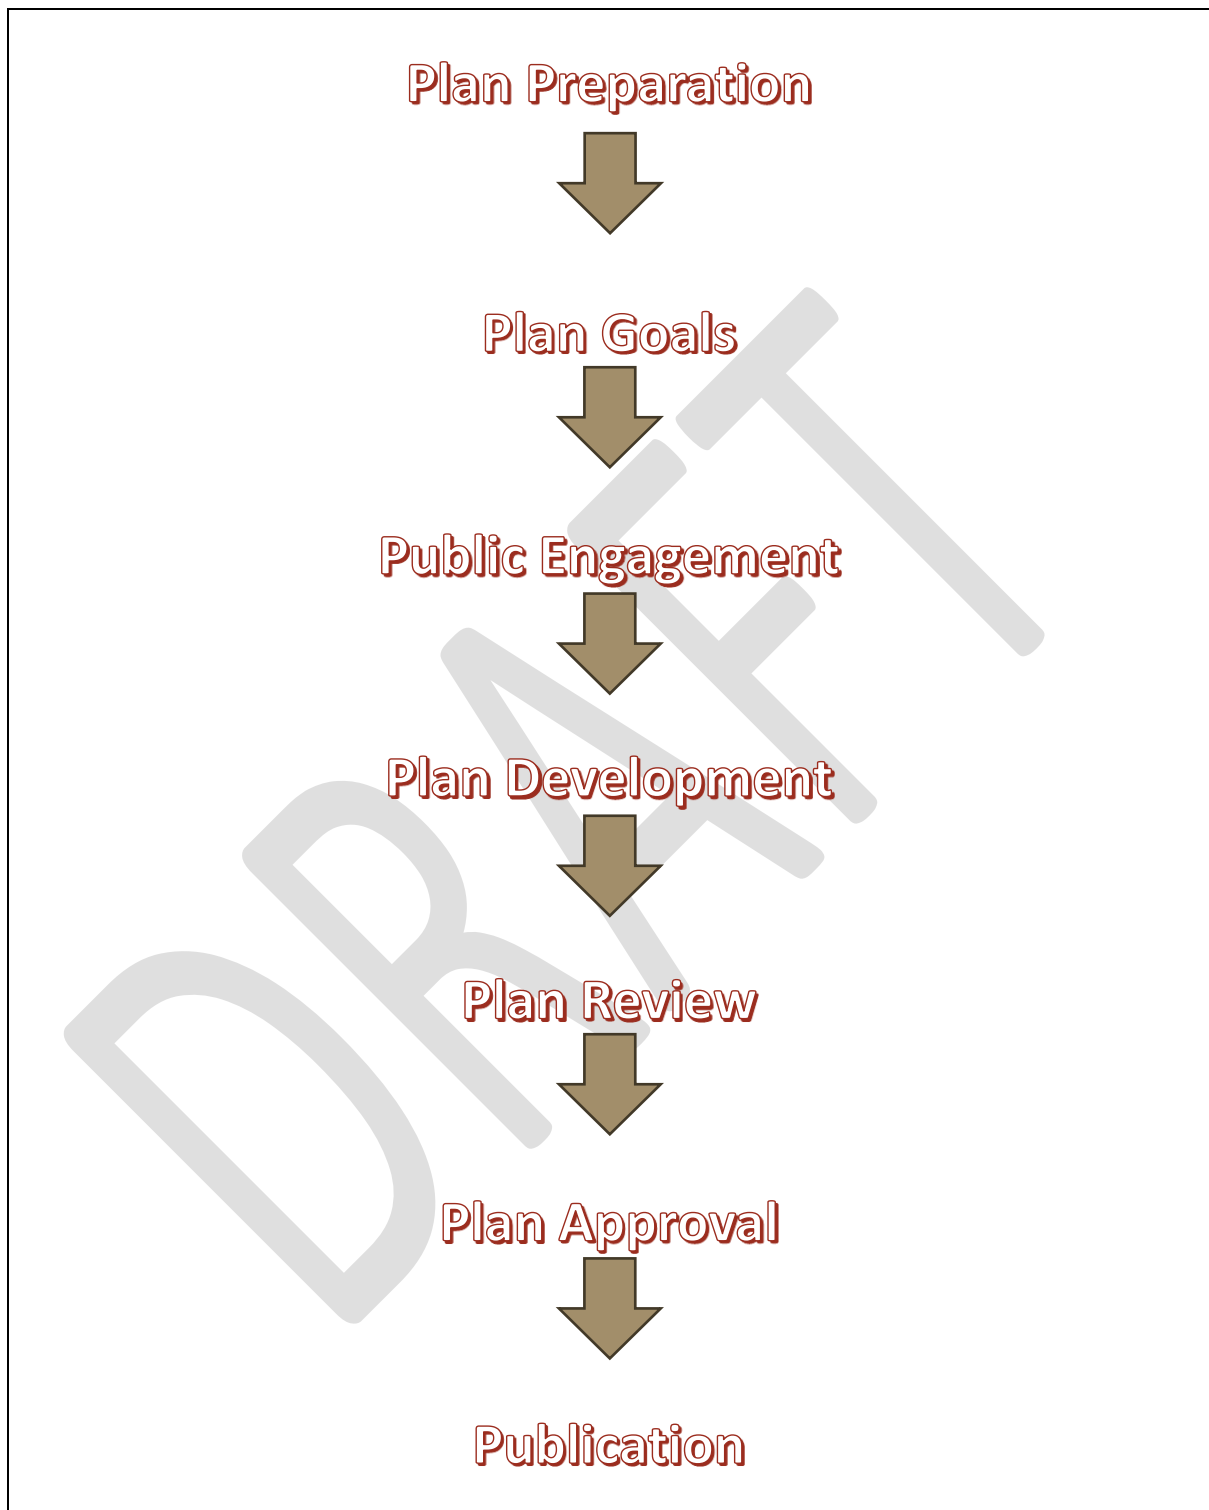 Plan Preparation
Plan Goals
Public Engagement
Plan Development
Plan Review
Plan Approval
Publication
DRAFT